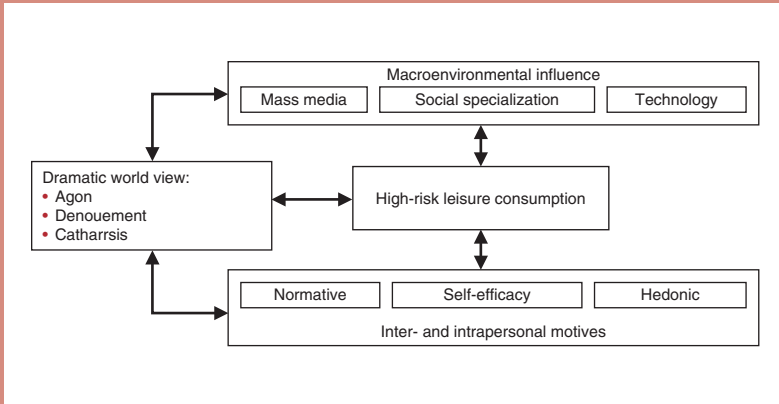 Macroenvironmental influence
Mass media
Social specialization
Technology
Dramatic world view:
• Agon
• Denouement
• Catharrsis
High-risk leisure consumption
Normative
Self-efficacy
Hedonic
Inter- and intrapersonal motives